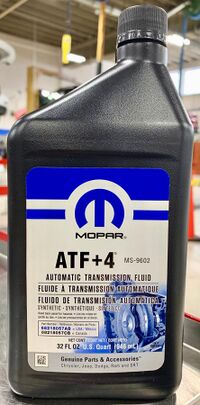 MOPAR
ATF+4® MS-9602
AUTOMATIC TRANSMISSION FLUID
FLUIDE À TRANSMISSION AUTOMATIQUE
FLUIDO DE TRANSMISIÓN AUTOMÁTICA
32 FL OZ (1 U.S. Quart) 946 mL
Genuine Parts & Accessories
Chrysler, Jeep, Dodge, Ram and SRT